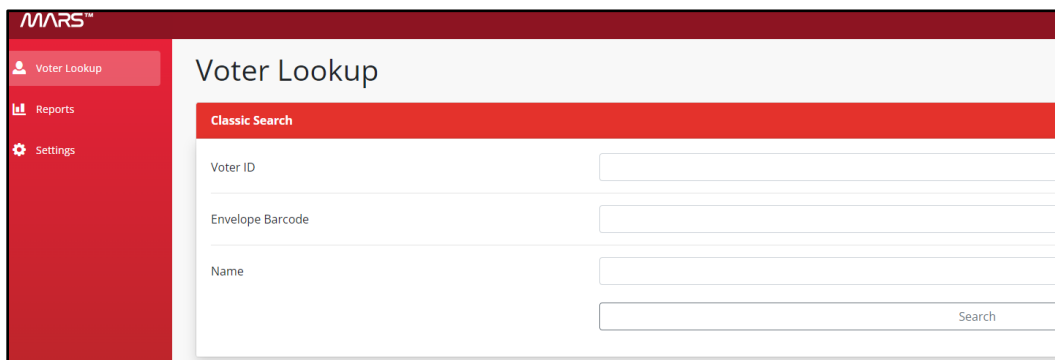 MARS™
Voter Lookup
Reports
Settings
Voter Lookup
Classic Search
Voter ID
Envelope Barcode
Name
Search